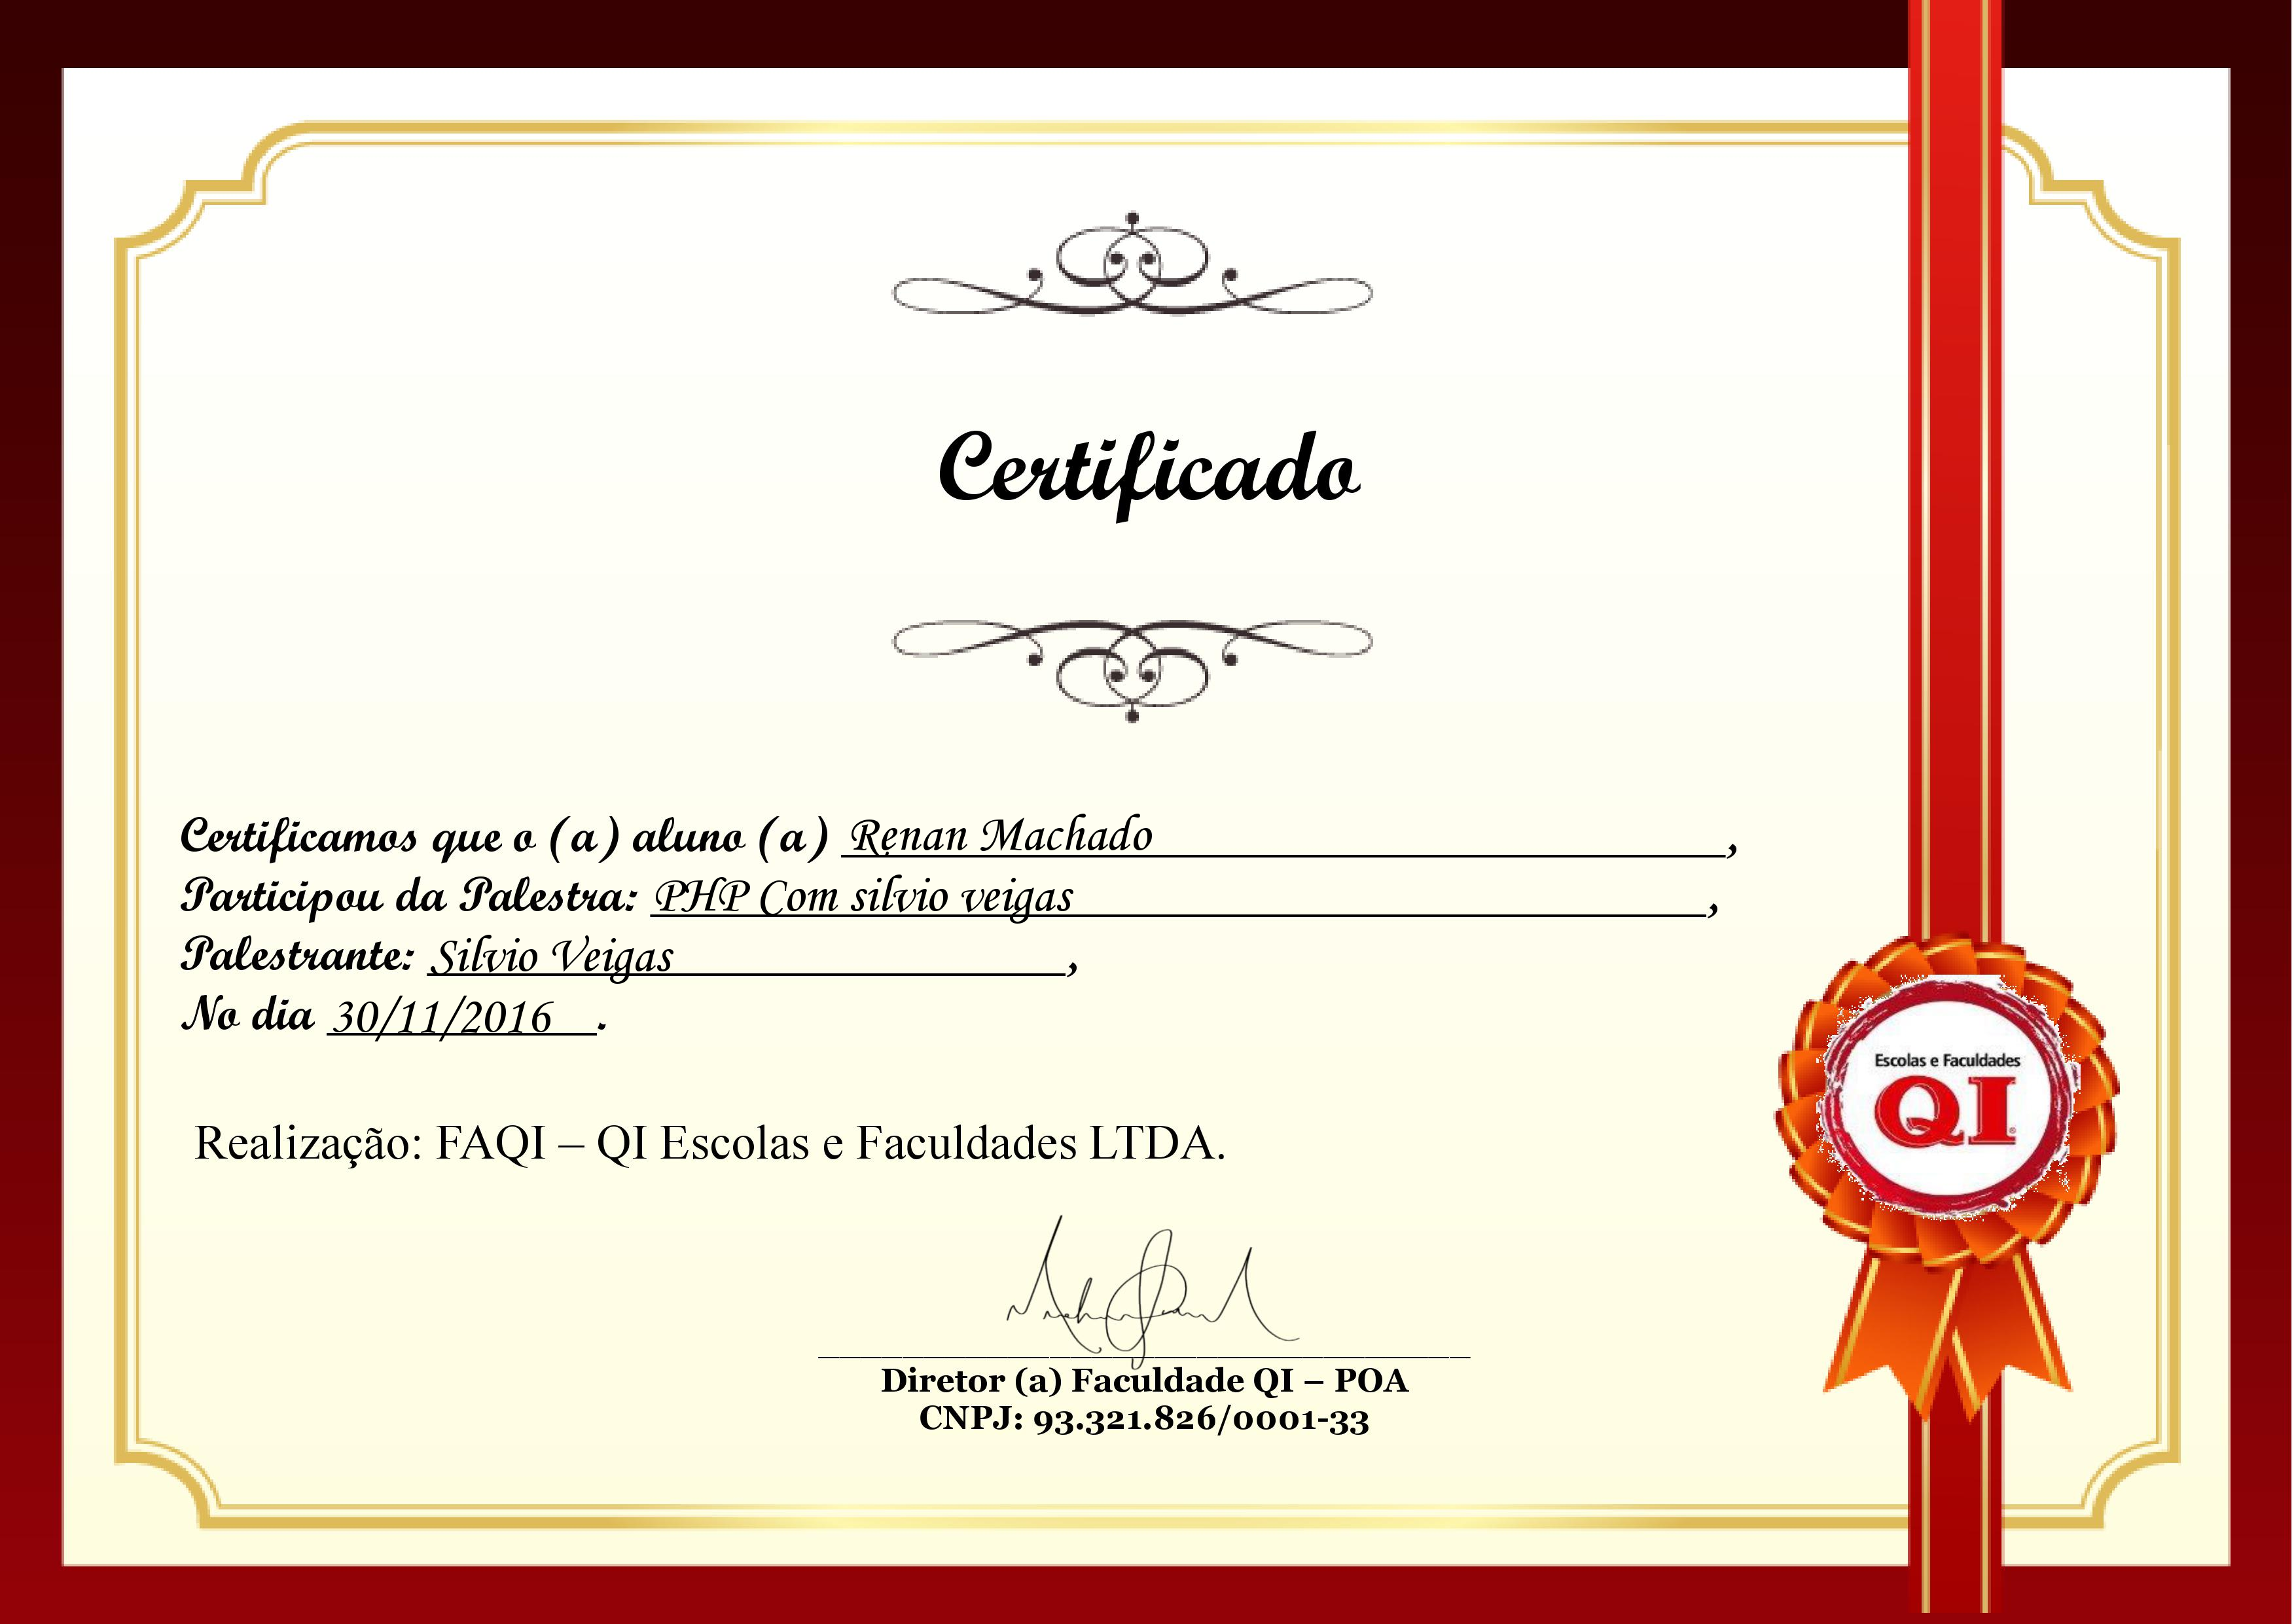 Certificado
Certificamos que o (a) aluno (a) Renan Machado,
Participou da Palestra: PHP Com silvio veigas,
Palestrante: Silvio Veigas,
No dia 30/11/2016.
Escolas e Faculdades
QI
Realização: FAQI – QI Escolas e Faculdades LTDA.
Diretor (a) Faculdade QI – POA
CNPJ: 93.321.826/0001-33